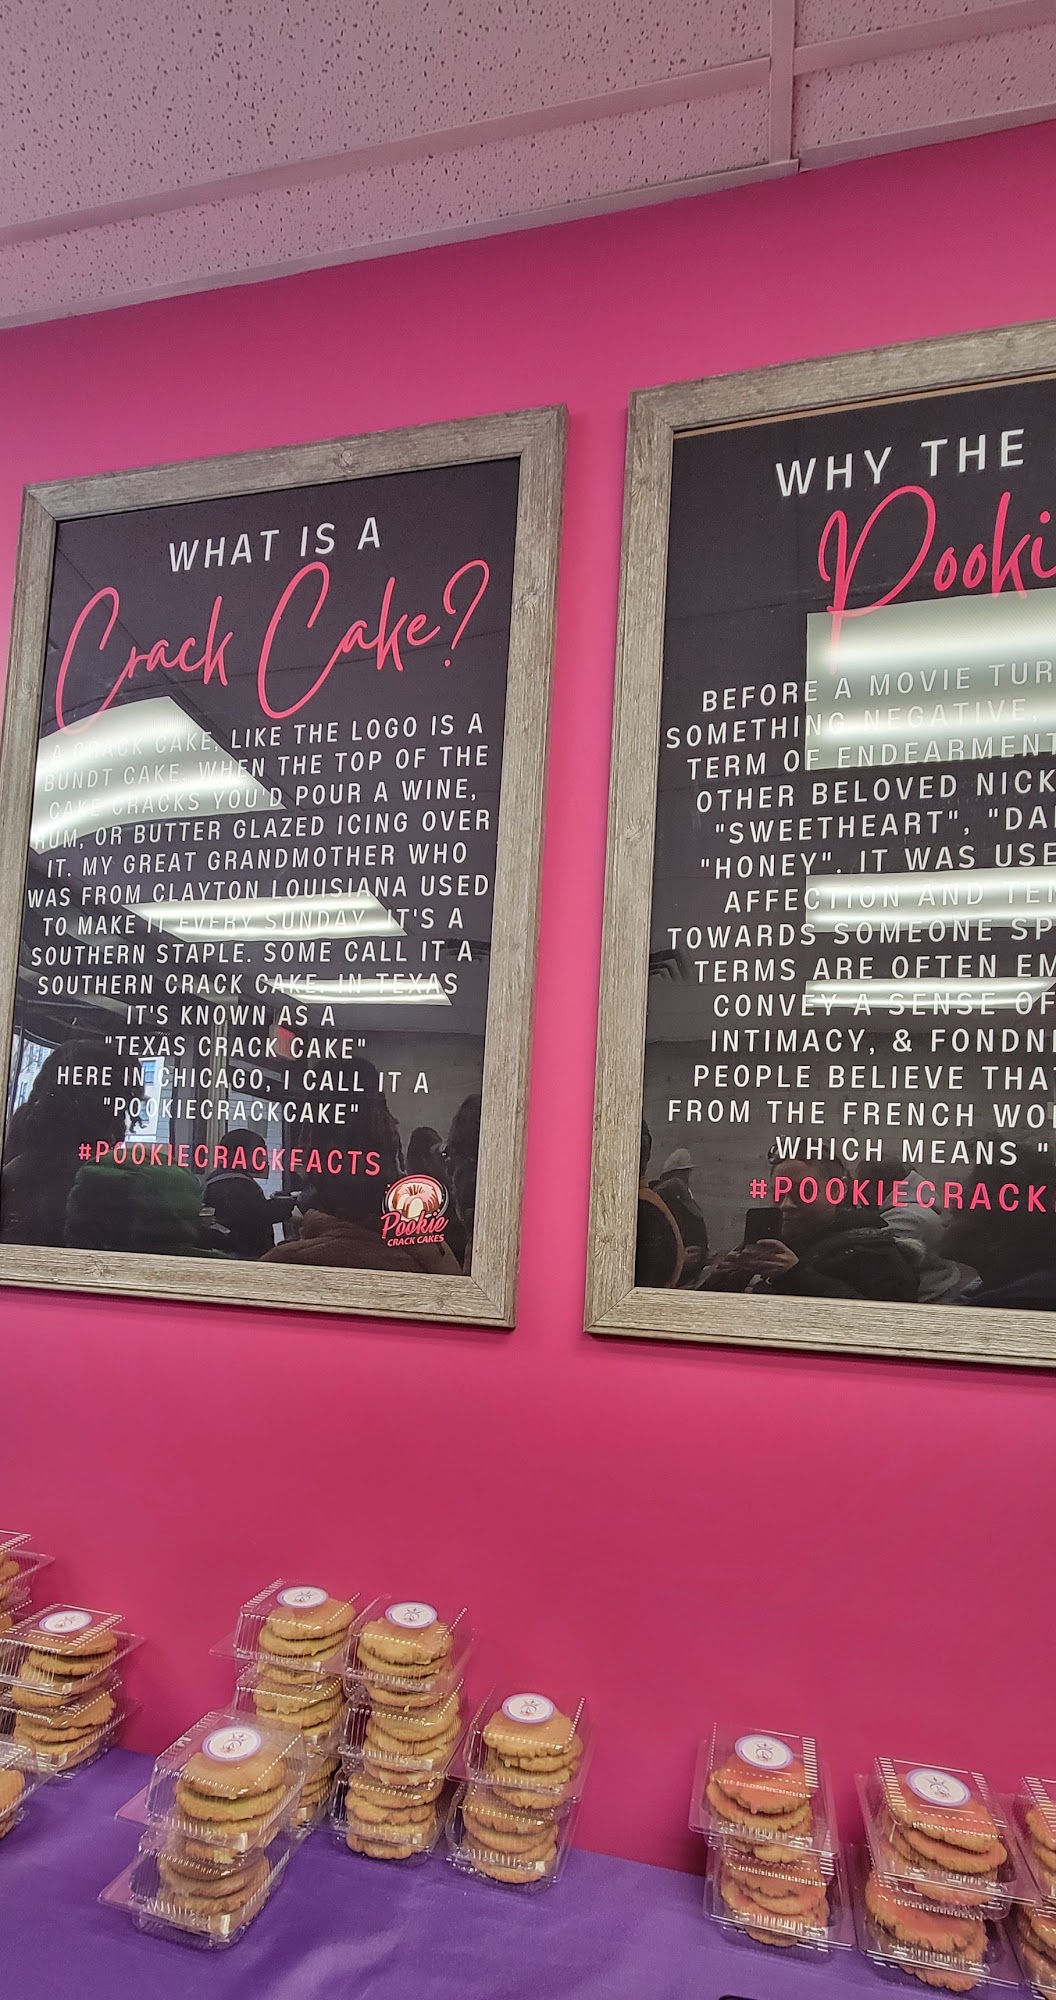 WHAT IS A
Crack Cake?
A CRACK CAKE, LIKE THE LOGO IS A
BUNDT CAKE. WHEN THE TOP OF THE
CAKE CRACKS YOU'D POUR A WINE,
RUM, OR BUTTER GLAZED ICING OVER
IT. MY GREAT GRANDMOTHER WHO
WAS FROM CLAYTON LOUISIANA USED
TO MAKE IT EVERY SUNDAY. IT'S A
SOUTHERN STAPLE. SOME CALL IT A
SOUTHERN CRACK CAKE. IN TEXAS
IT'S KNOWN AS A
"TEXAS CRACK CAKE"
HERE IN CHICAGO, I CALL IT A
"POOKIECRACKCAKE"
#POOKIECRACKFACTS
Pookie
CRACK CAKES
WHY THE
Pooki
BEFORE A MOVIE TUR
SOMETHING NEGATIVE,
TERM OF ENDEARMENT
OTHER BELOVED NICK
"SWEETHEART", "DA
"HONEY". IT WAS USE
AFFECTION AND TE
TOWARDS SOMEONE SP
TERMS ARE OFTEN EM
CONVEY A SENSE OF
INTIMACY, & FONDN
PEOPLE BELIEVE THAT
FROM THE FRENCH WO
WHICH MEANS "
#POOKIECRACK